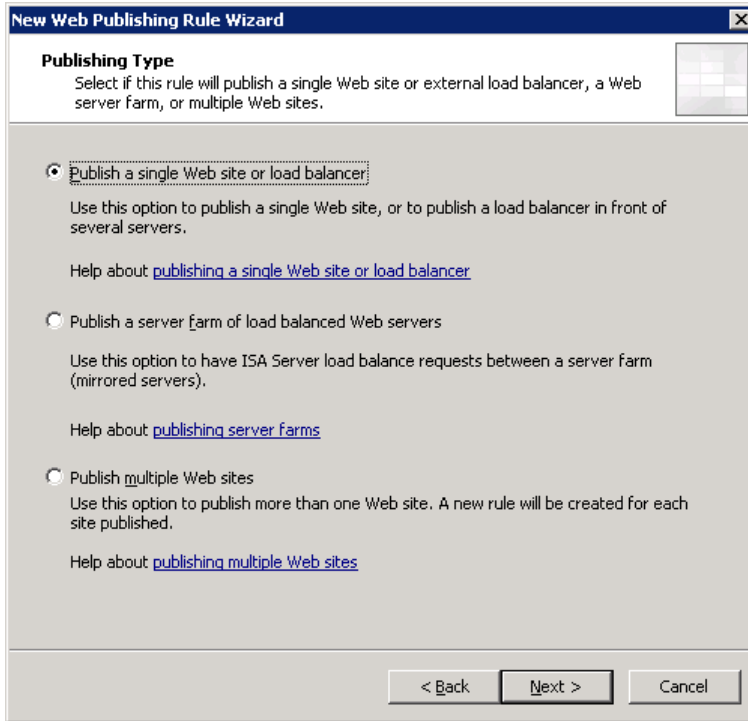 New Web Publishing Rule Wizard
Publishing Type
Select if this rule will publish a single Web site or external load balancer, a Web
server farm, or multiple Web sites.
Publish a single Web site or load balancer
Use this option to publish a single Web site, or to publish a load balancer in front of
several servers.
Help about publishing a single Web site or load balancer
Publish a server farm of load balanced Web servers
Use this option to have ISA Server load balance requests between a server farm
(mirrored servers).
Help about publishing server farms
Publish multiple Web sites
Use this option to publish more than one Web site. A new rule will be created for each
site published.
Help about publishing multiple Web sites
< Back Next > Cancel